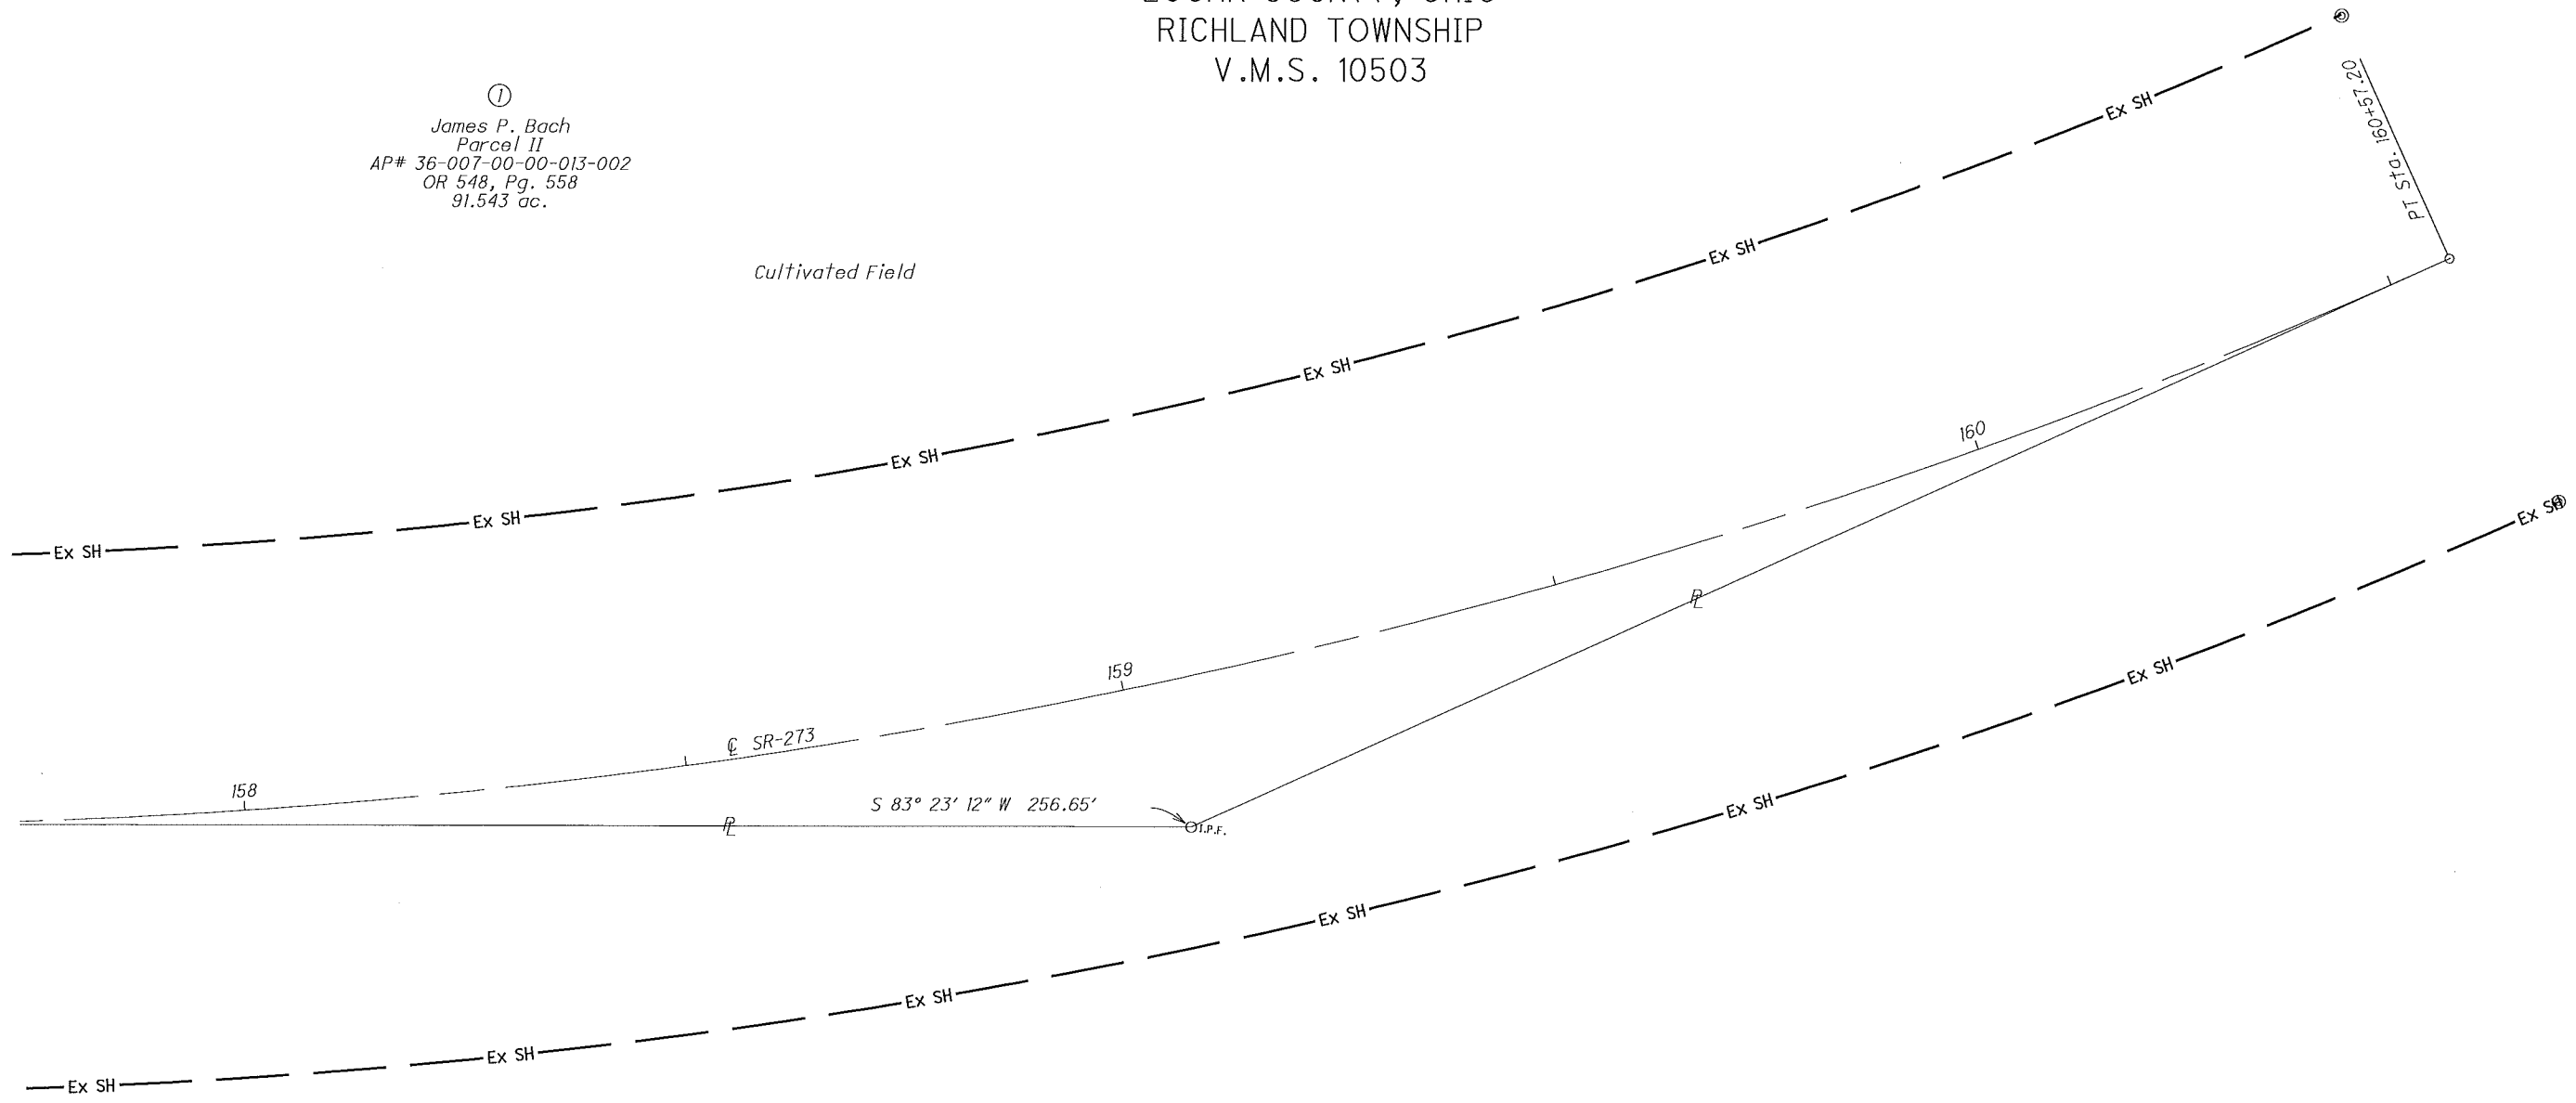 RICHLAND TOWNSHIP
V.M.S. 10503
1
James P. Bach
Parcel II
AP# 36-007-00-00-013-002
OR 548, Pg. 558
91.543 ac.
Cultivated Field
PT Sta. 160+57.20
Ex SH
Ex SH
Ex SH
Ex SH
Ex SH
Ex SH
160
Ex SH
PL
159
CL SR-273
158
S 83° 23' 12" W 256.65'
PL
I.P.F.
Ex SH
Ex SH
Ex SH
Ex SH
Ex SH
Ex SH